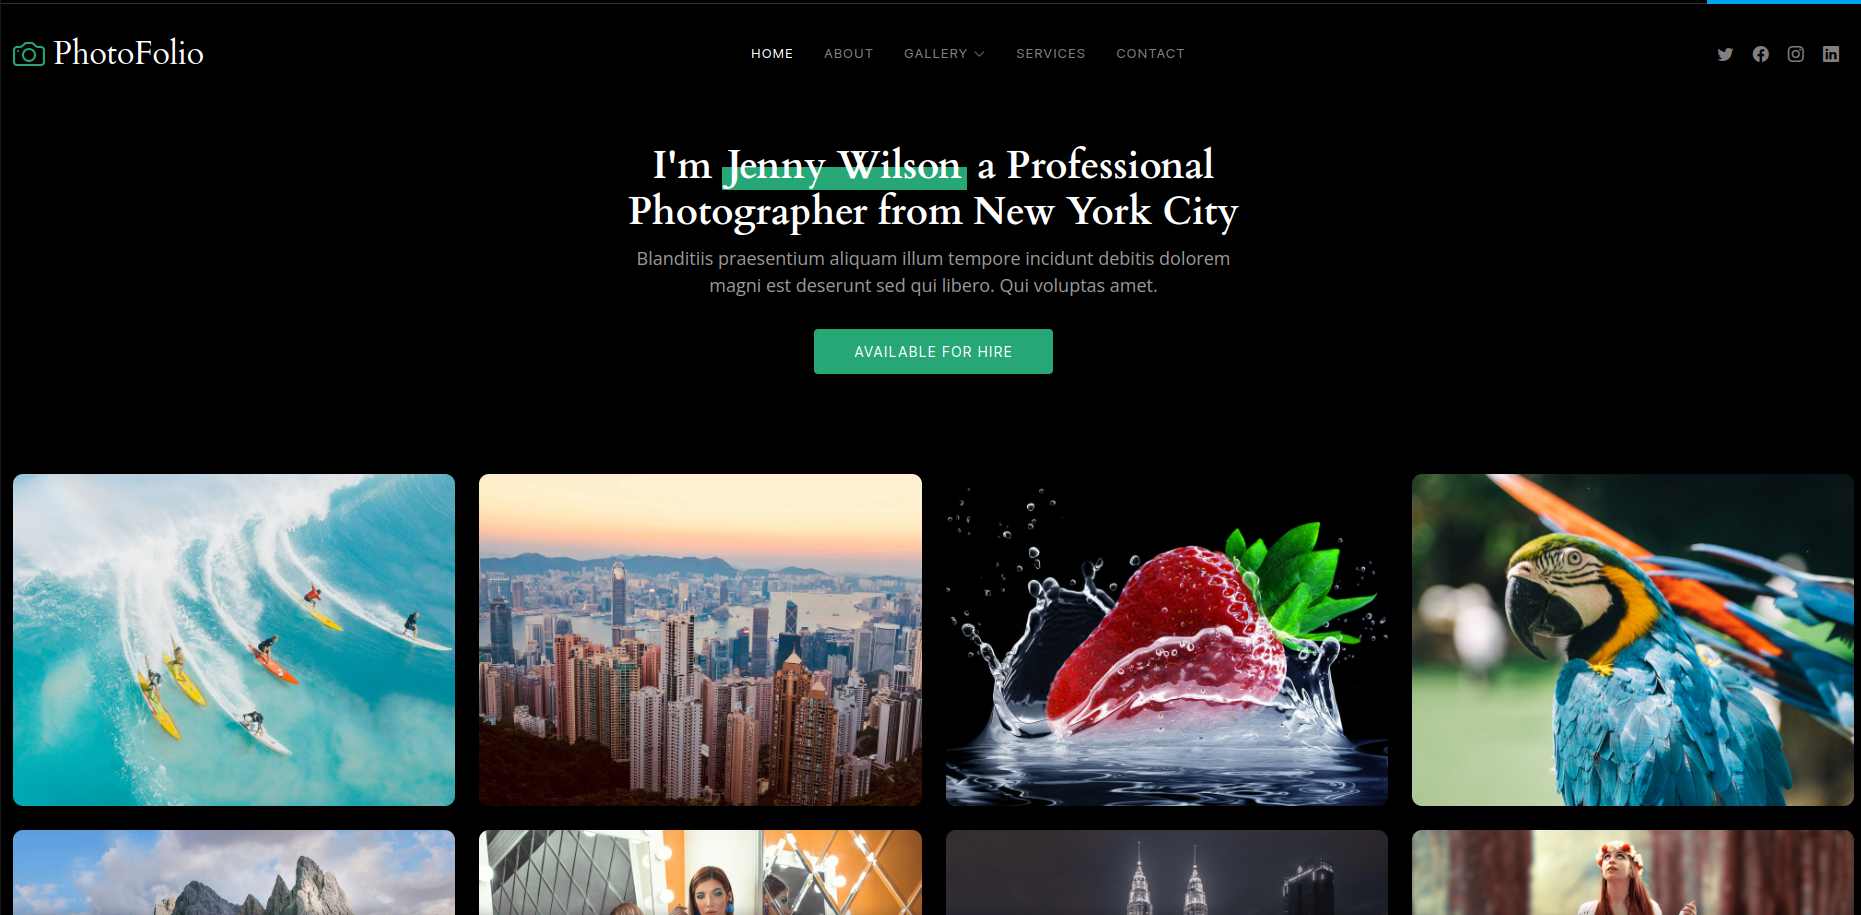 PhotoFolio
HOME ABOUT GALLERY SERVICES CONTACT
I'm Jenny Wilson a Professional
Photographer from New York City
Blanditiis praesentium aliquam illum tempore incidunt debitis dolorem
magni est deserunt sed qui libero. Qui voluptas amet.
AVAILABLE FOR HIRE